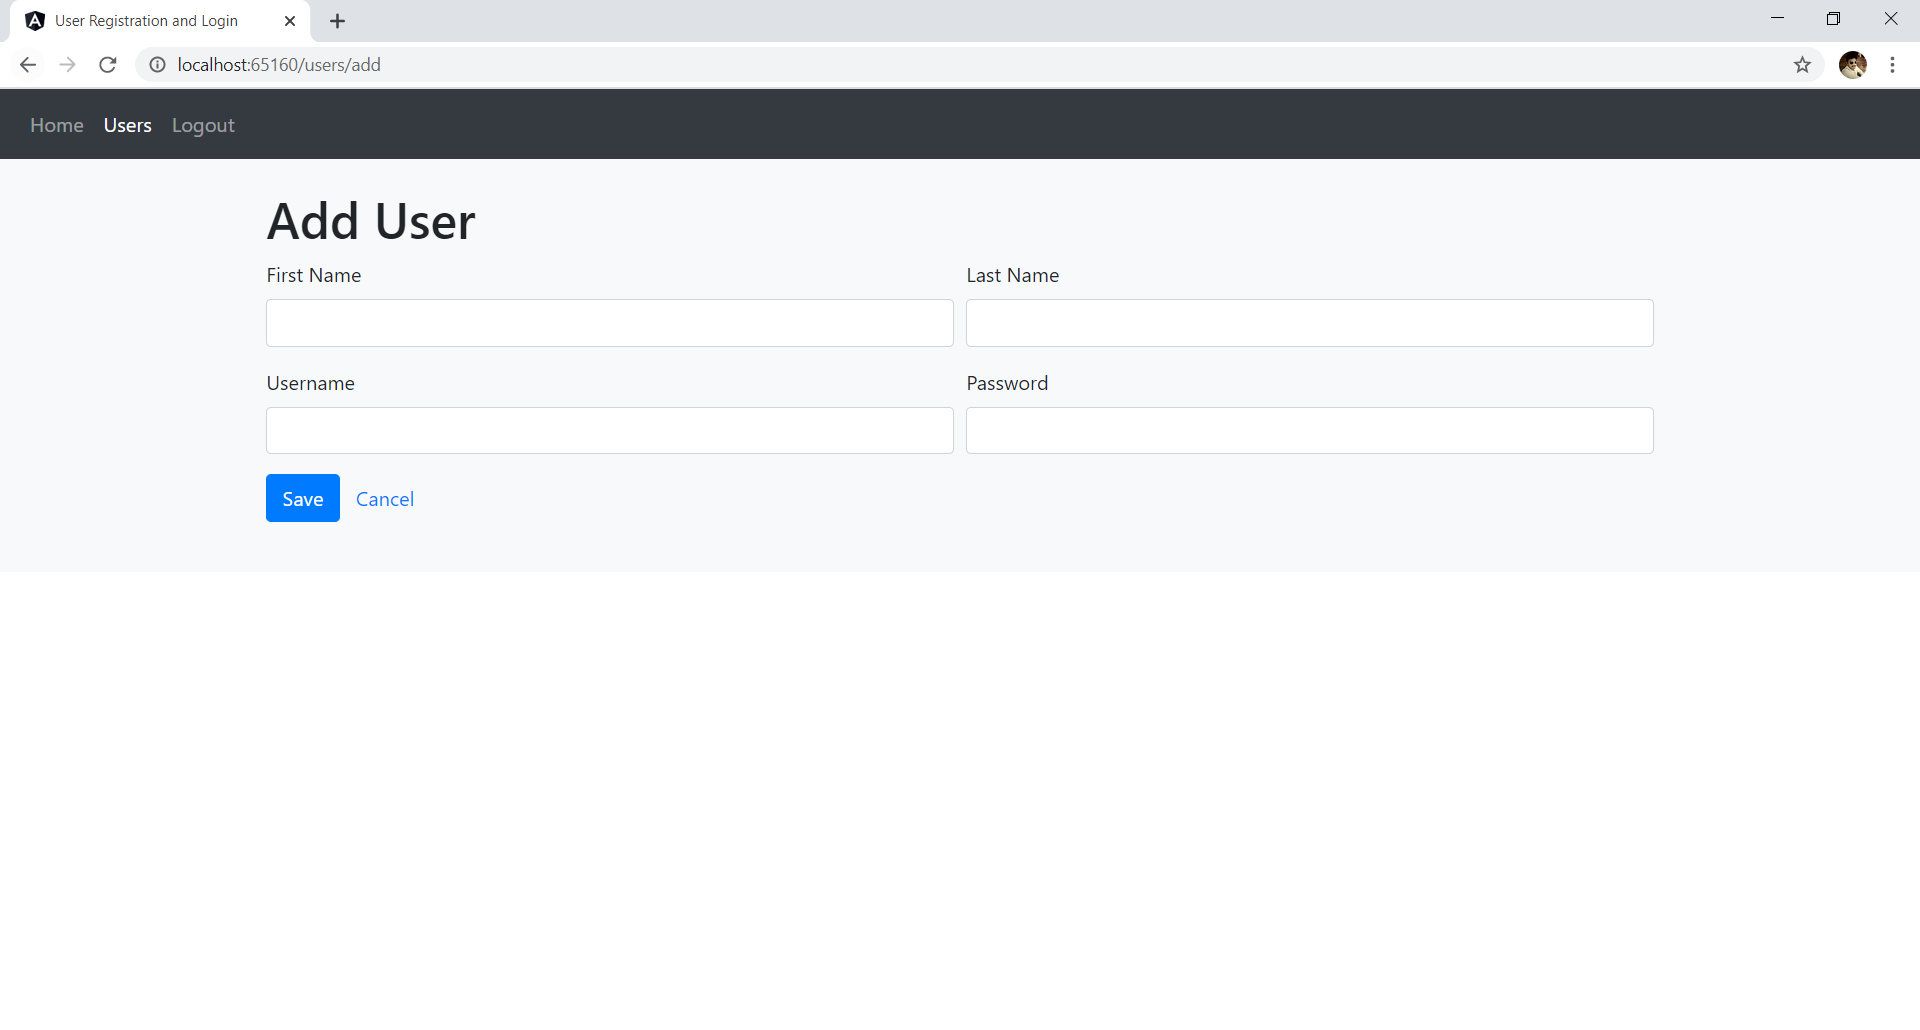 User Registration and Login
localhost:65160/users/add
Home Users Logout
Add User
First Name Last Name
Username Password
Save Cancel